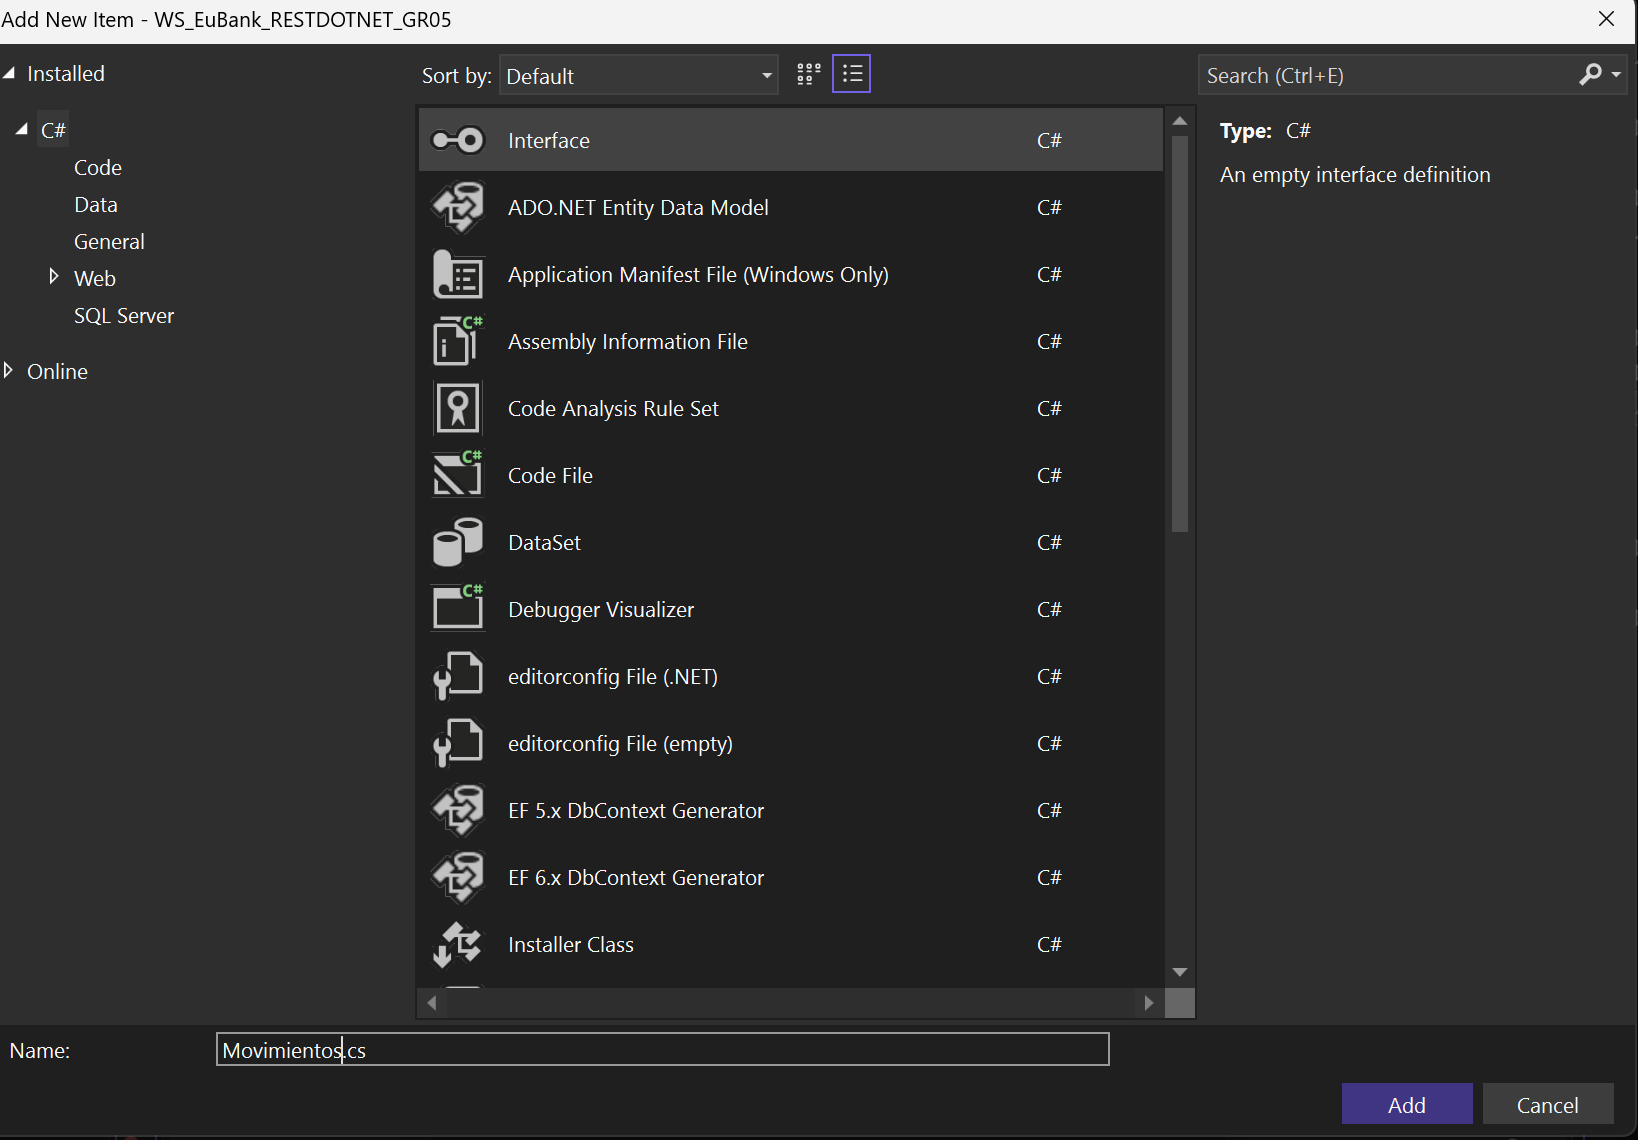 Add New Item - WS_EuBank_RESTDOTNET_GR05
Installed
C#
Code
Data
General
Web
SQL Server
Online
Sort by: Default
Search (Ctrl+E)
Interface C#
ADO.NET Entity Data Model C#
Application Manifest File (Windows Only) C#
C# Assembly Information File C#
Code Analysis Rule Set C#
C# Code File C#
DataSet C#
C# Debugger Visualizer C#
editorconfig File (.NET) C#
editorconfig File (empty) C#
EF 5.x DbContext Generator C#
EF 6.x DbContext Generator C#
Installer Class C#
Type: C#
An empty interface definition
Name: Movimientos.cs
Add Cancel